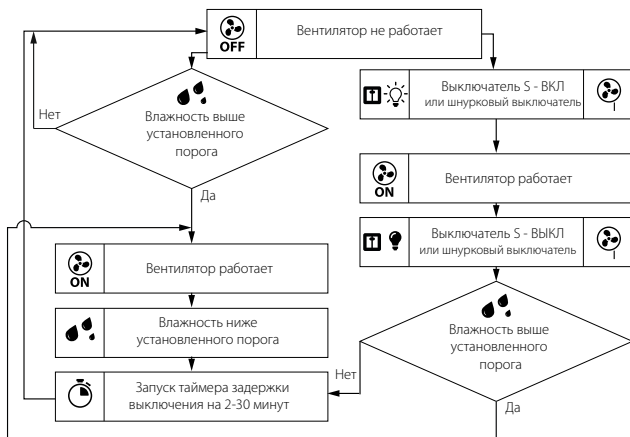 OFF
Вентилятор не работает
Нет
Влажность выше
установленного
порога
Да
ON
Вентилятор работает
Влажность ниже
установленного порога
Запуск таймера задержки
выключения на 2-30 минут
Выключатель S - ВКЛ
или шнурковый выключатель
ON
Вентилятор работает
Выключатель S - ВЫКЛ
или шнурковый выключатель
Влажность выше
установленного
порога
Нет
Да